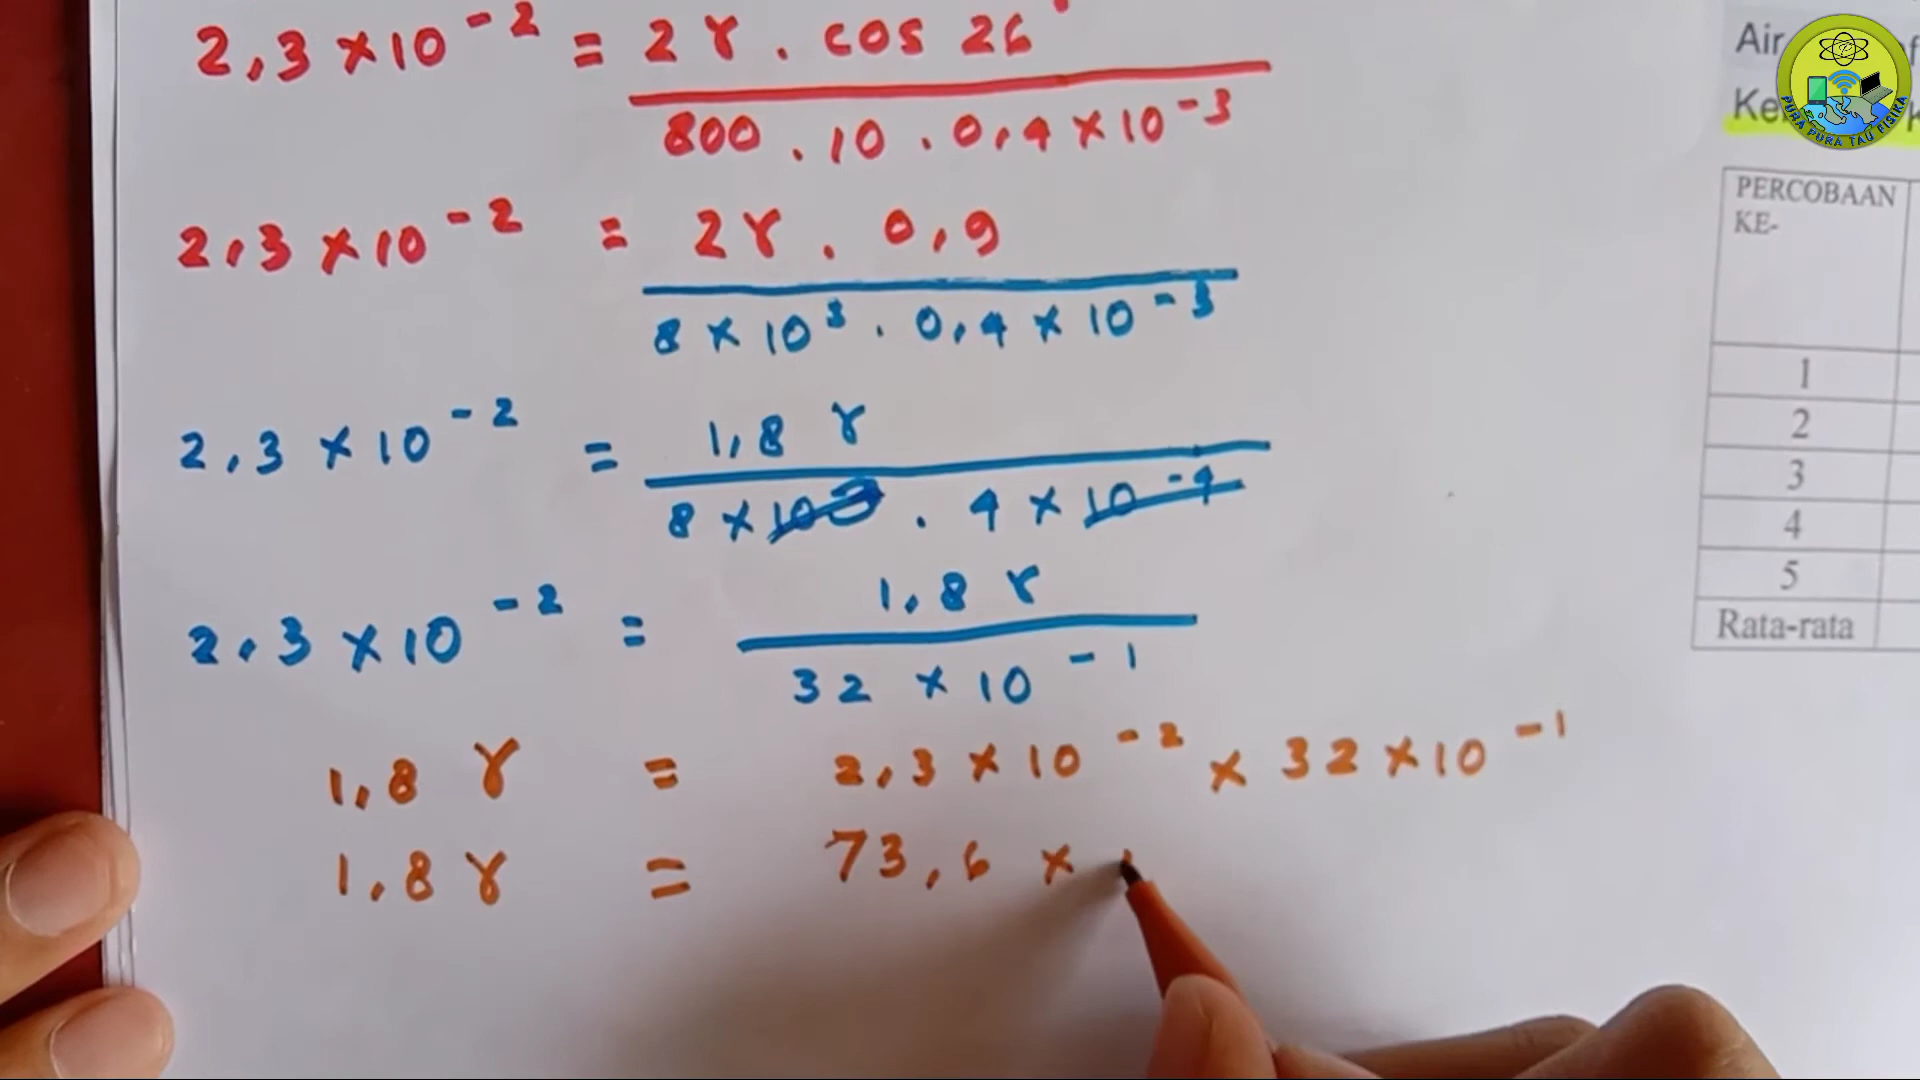 2,3 × 10⁻² = 2γ . cos 26°
800 . 10 . 0,4 × 10⁻³
2,3 × 10⁻² = 2γ . 0,9
8 × 10³ . 0,4 × 10⁻³
2,3 × 10⁻² = 1,8 γ
8 × 10³ . 4 × 10⁻⁴
2,3 × 10⁻² = 1,8 γ
32 × 10⁻¹
1,8 γ = 2,3 × 10⁻² × 32 × 10⁻¹
1,8 γ = 73,6 ×
Air
Ke
PURA PURA TAU FISIKA
PERCOBAAN
KE-
1
2
3
4
5
Rata-rata